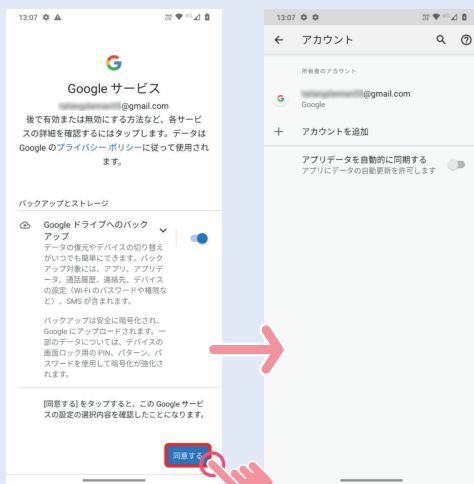 13:07
Google サービス
@gmail.com
後で有効または無効にする方法など、各サービ
スの詳細を確認するにはタップします。データは
Google のプライバシー ポリシーに従って使用され
ます。
バックアップとストレージ
Google ドライブへのバック
アップ
データの復元やデバイスの切り替え
がいつでも簡単にできます。バック
アップ対象には、アプリ、アプリデ
ータ、通話履歴、連絡先、デバイス
の設定（Wi-Fi のパスワードや権限な
ど）、SMS が含まれます。
バックアップは安全に暗号化され、
Google にアップロードされます。一
部のデータについては、デバイスの
画面ロック用の PIN、パターン、パ
スワードを使用して暗号化が強化さ
れます。
[同意する] をタップすると、この Google サービ
スの設定の選択内容を確認したことになります。
同意する
13:07
アカウント
所有者のアカウント
@gmail.com
Google
アカウントを追加
アプリデータを自動的に同期する
アプリにデータの自動更新を許可します